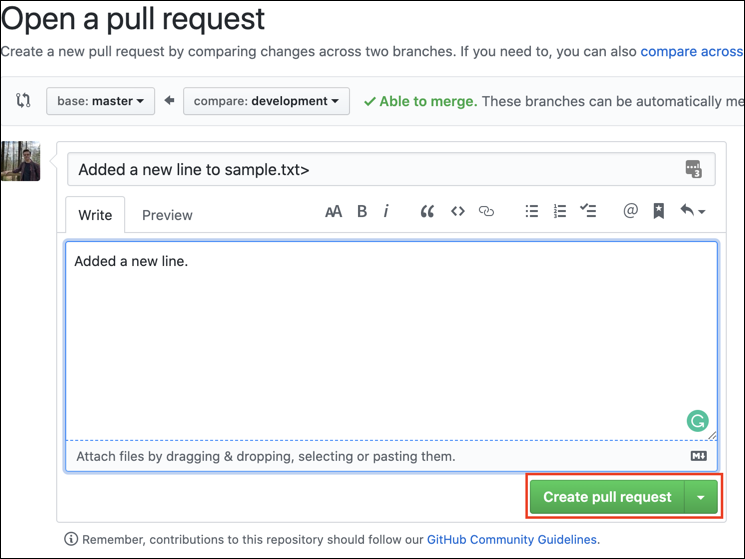 Open a pull request
Create a new pull request by comparing changes across two branches. If you need to, you can also compare across
base: master compare: development Able to merge. These branches can be automatically me
Added a new line to sample.txt>
3
Write Preview AA B i @
Added a new line.
G
Attach files by dragging & dropping, selecting or pasting them.
Create pull request
Remember, contributions to this repository should follow our GitHub Community Guidelines.